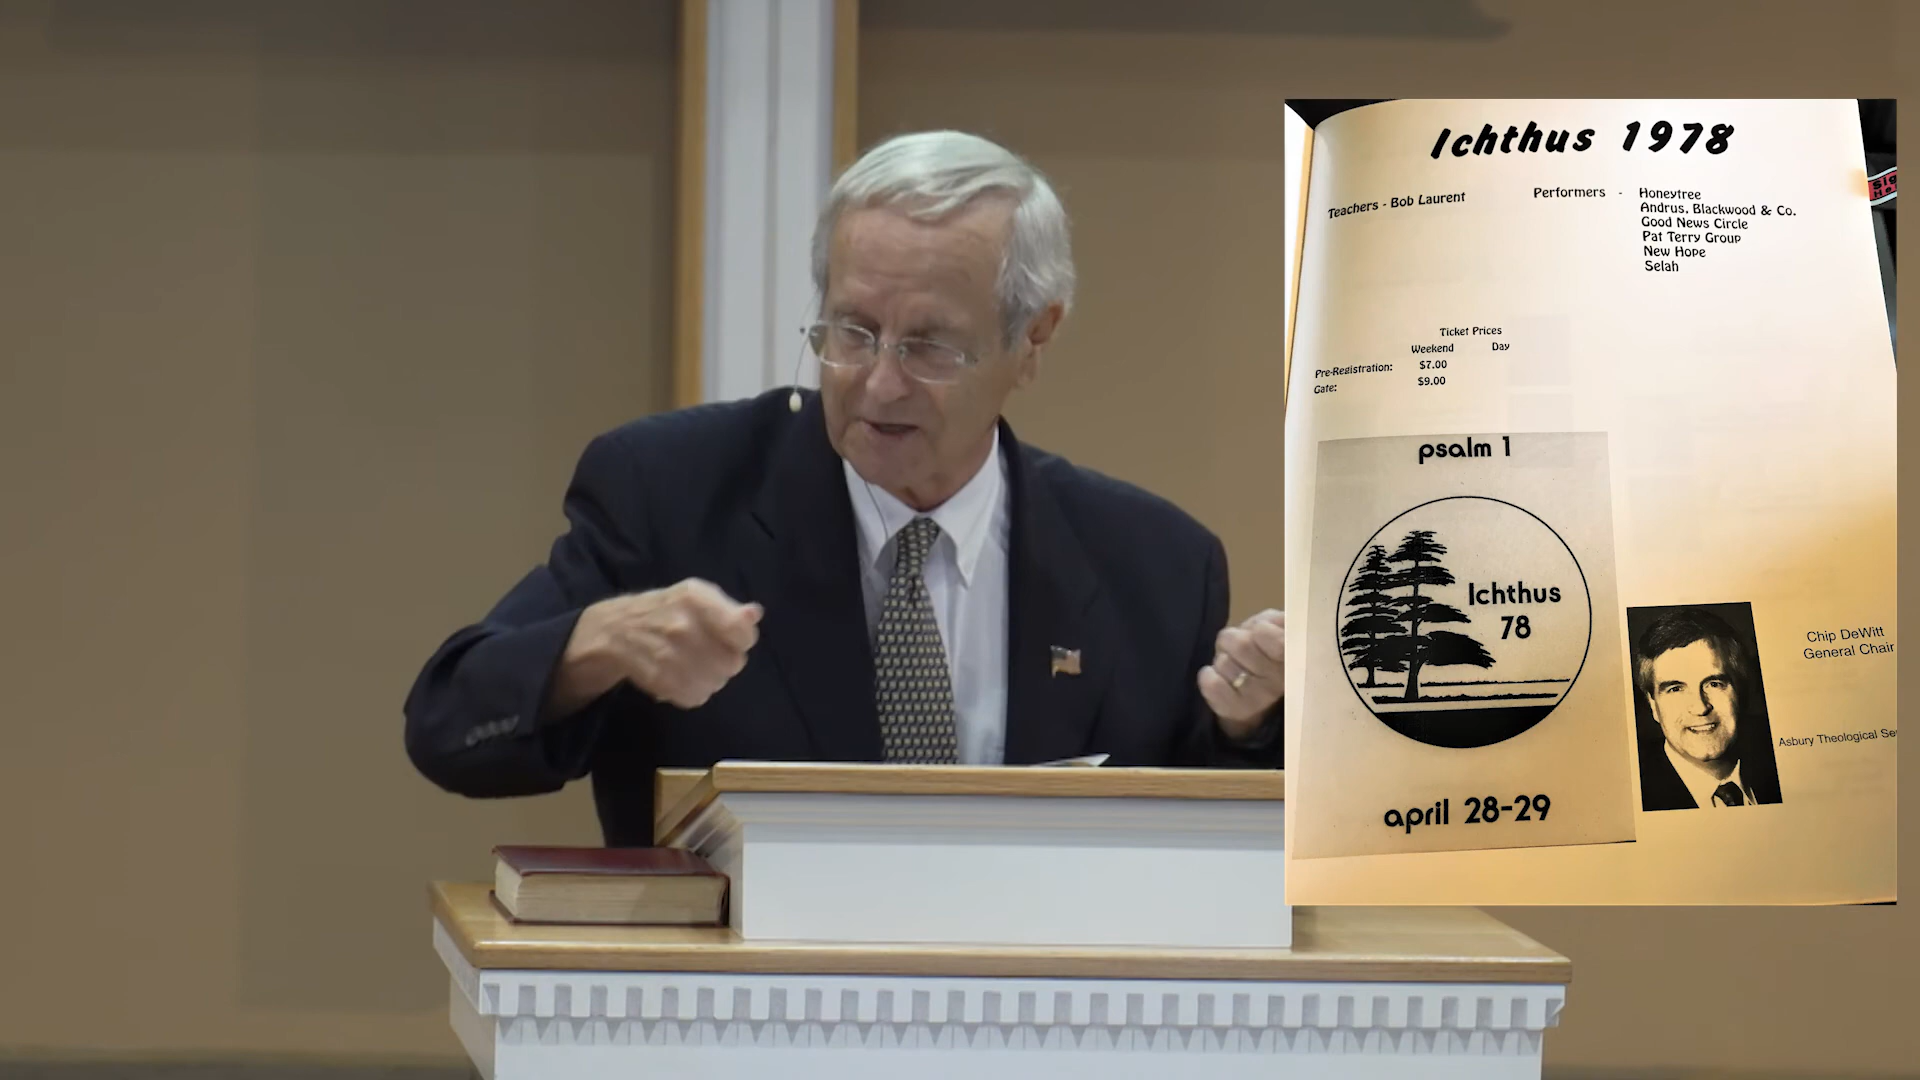 Ichthus 1978
Teachers - Bob Laurent
Performers - Honeytree
Andrus, Blackwood & Co.
Good News Circle
Pat Terry Group
New Hope
Selah
Ticket Prices
Weekend Day
Pre-Registration: $7.00
Gate: $9.00
psalm 1
Ichthus
78
april 28-29
Chip DeWitt
General Chair
Asbury Theological